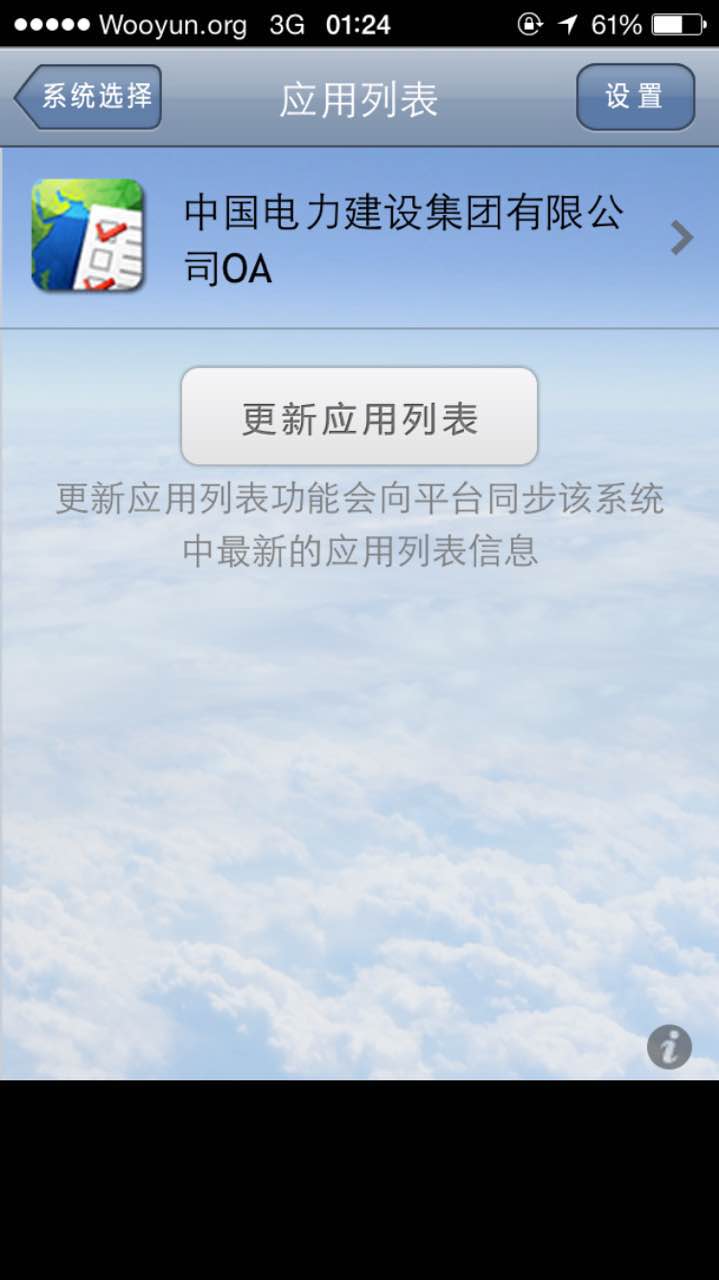 Wooyun.org 3G 01:24 61%
系统选择 应用列表 设置
中国电力建设集团有限公
司OA
更新应用列表
更新应用列表功能会向平台同步该系统
中最新的应用列表信息
i